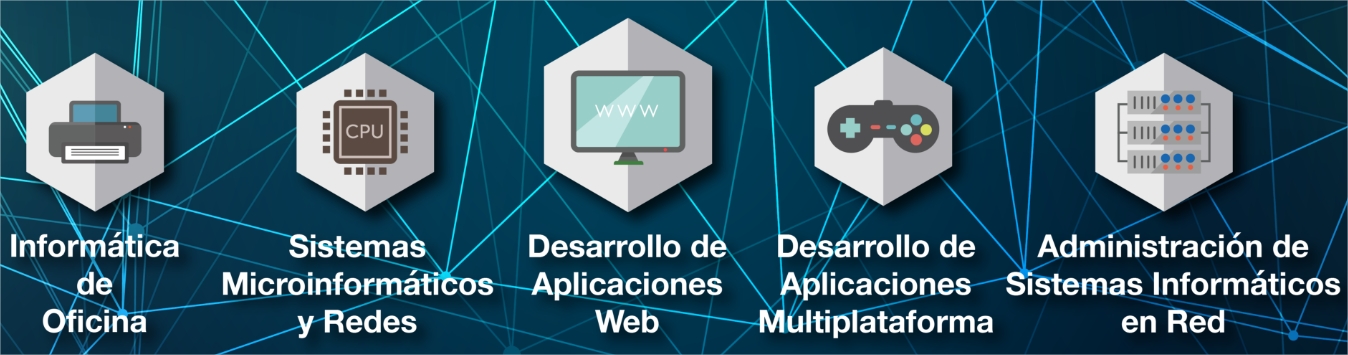 Informática
de
Oficina
CPU
Sistemas
Microinformáticos
y Redes
WWW
Desarrollo de
Aplicaciones
Web
Desarrollo de
Aplicaciones
Multiplataforma
Administración de
Sistemas Informáticos
en Red